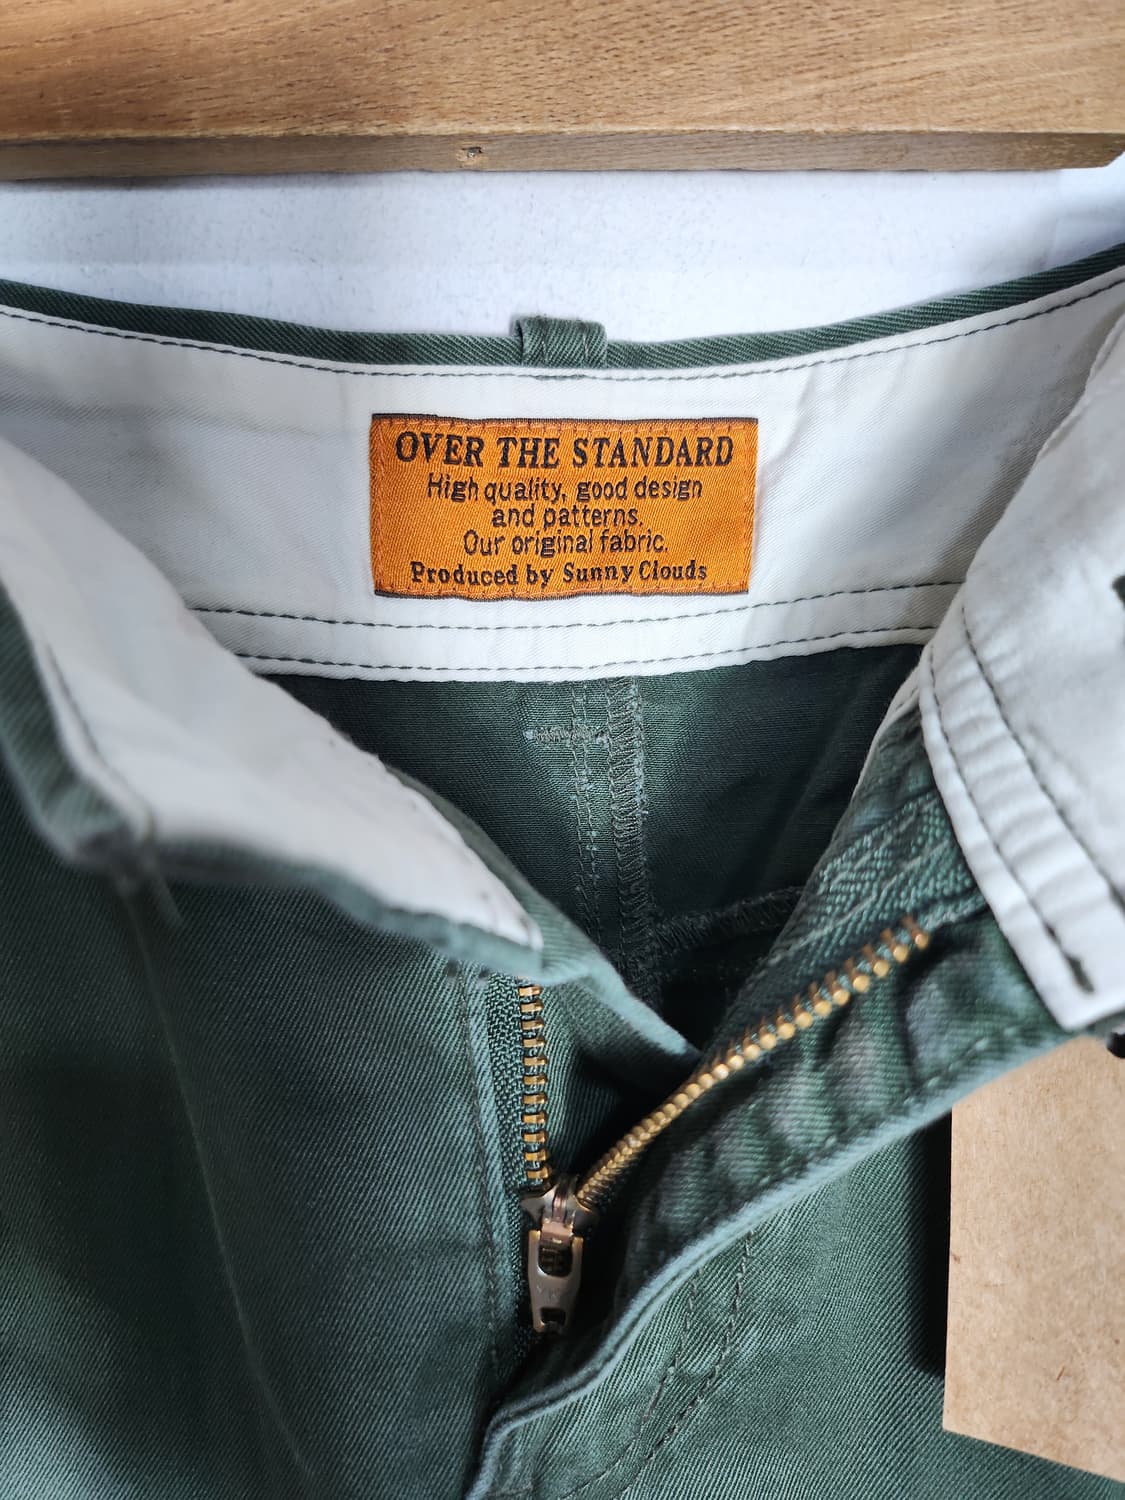 OVER THE STANDARD
High quality, good design
and patterns.
Our original fabric.
Produced by Sunny Clouds